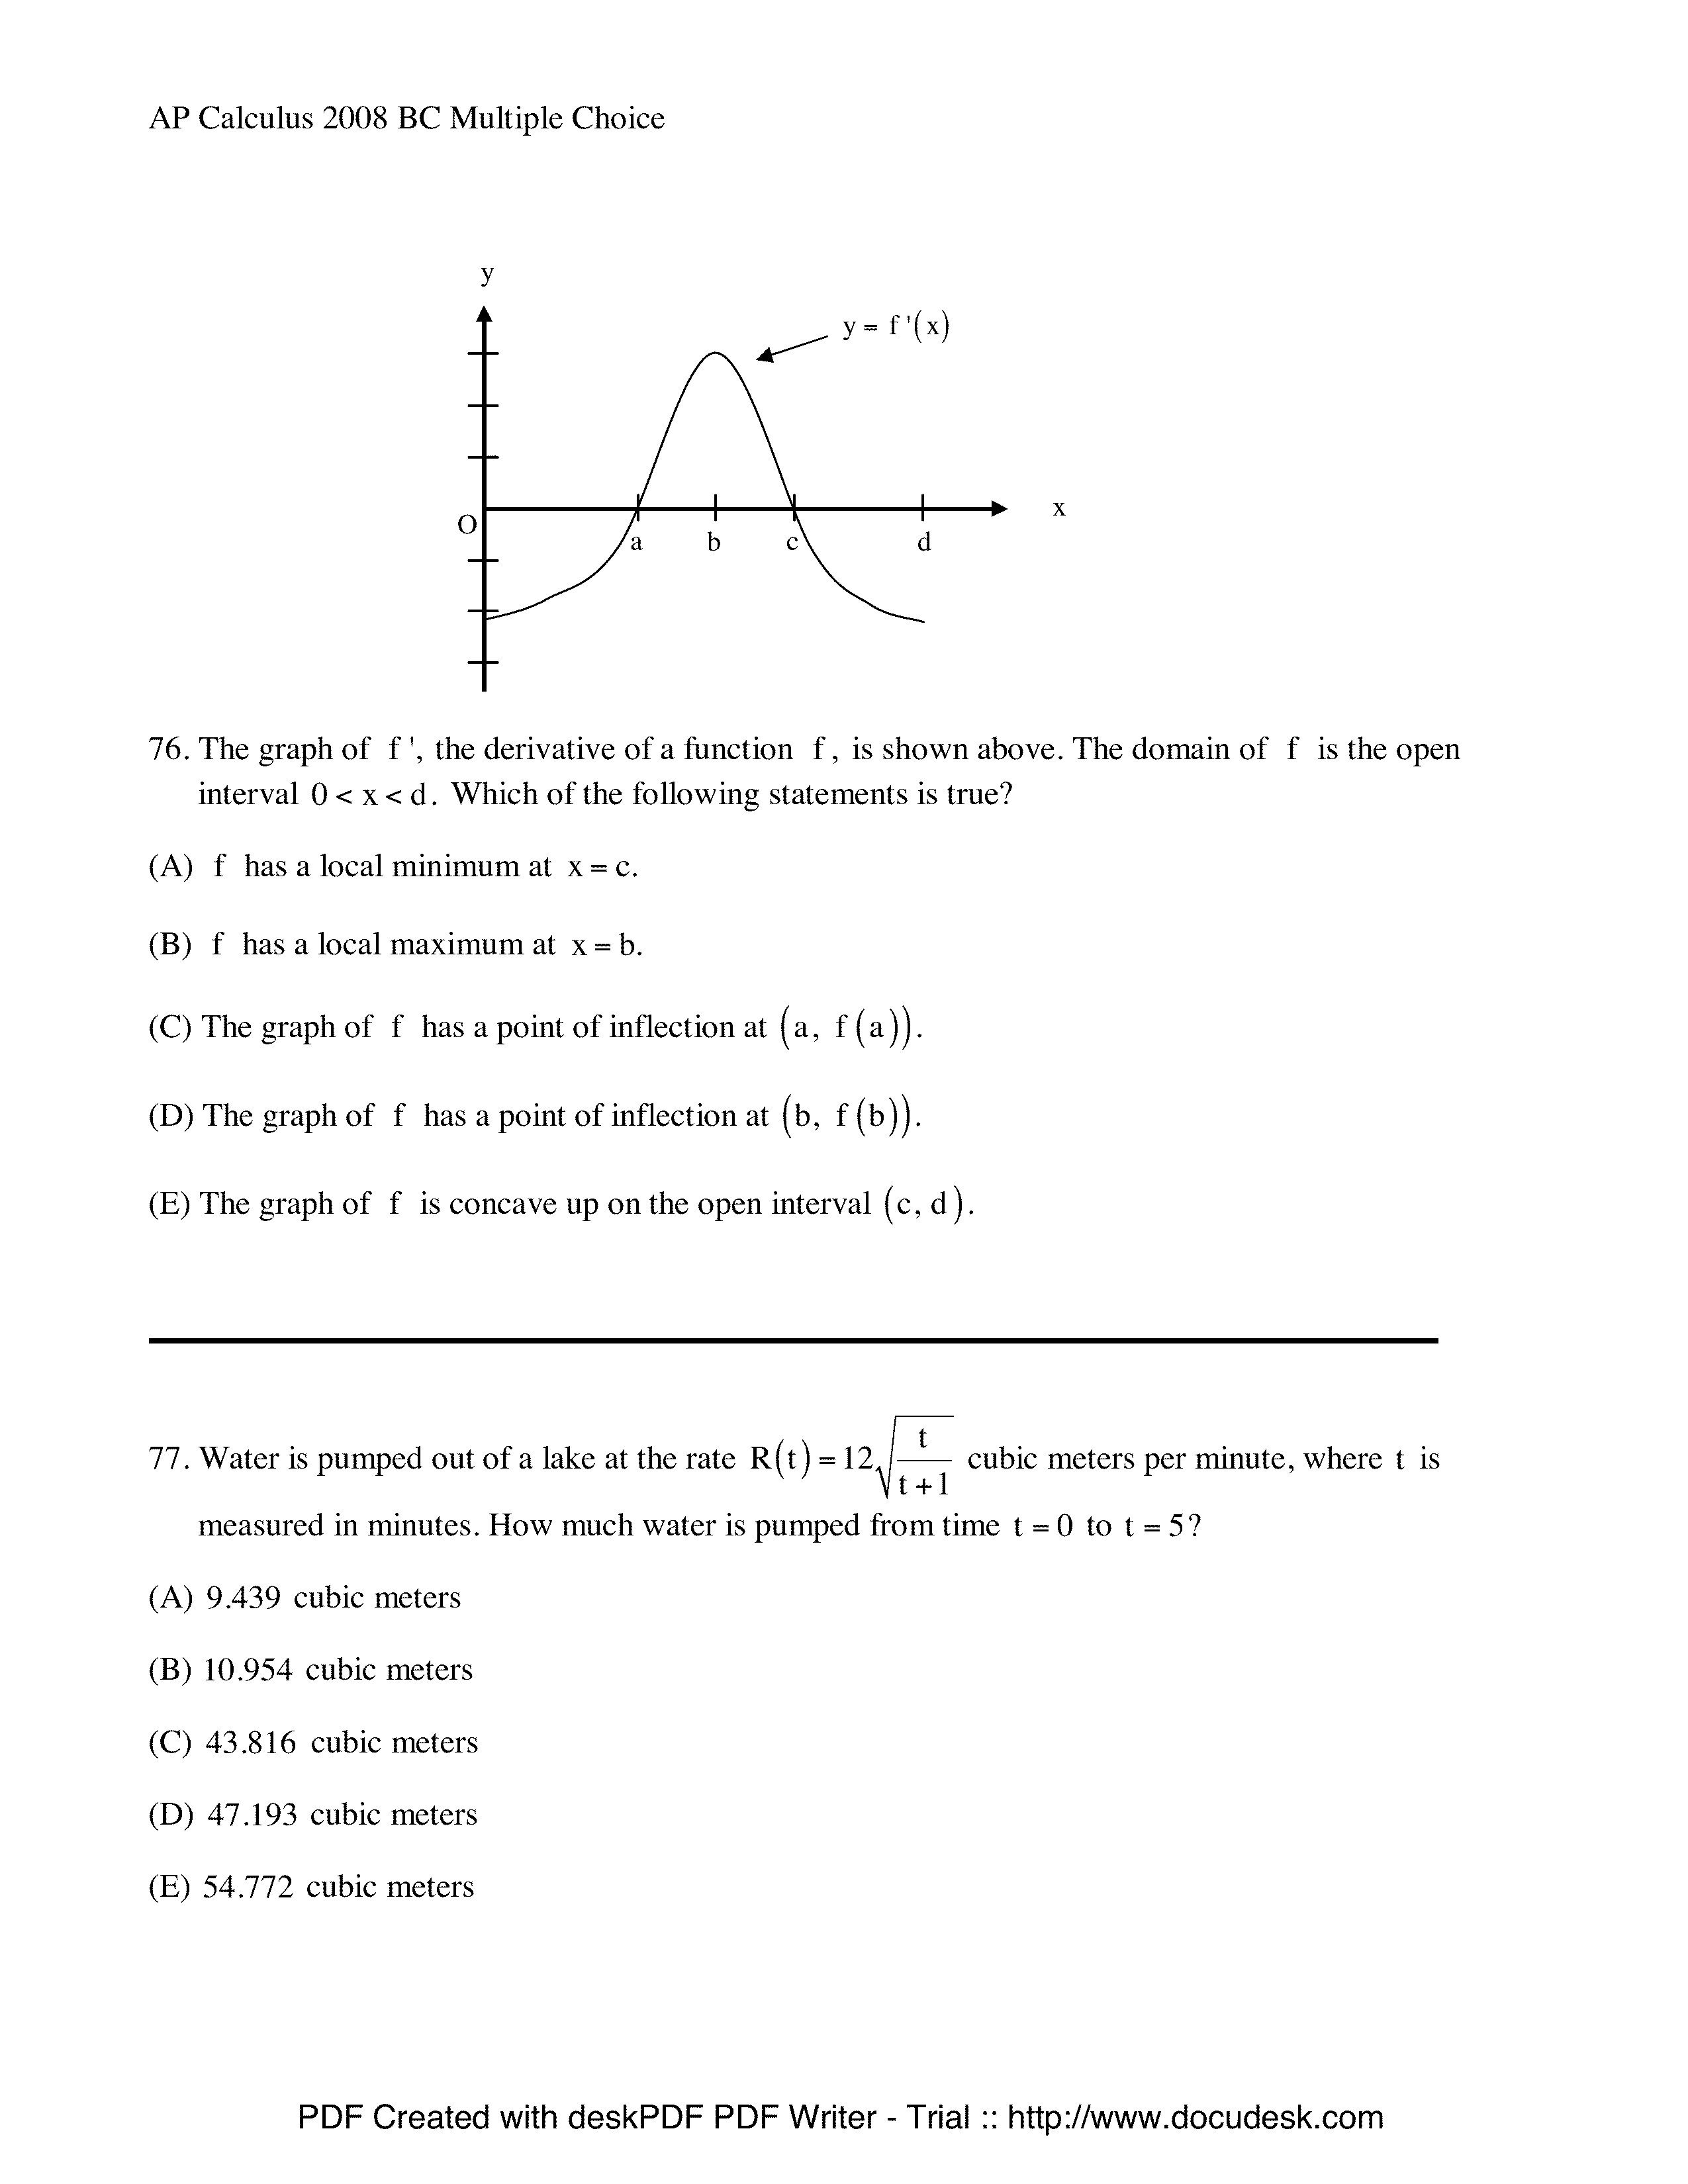 AP Calculus 2008 BC Multiple Choice
y
y = f '(x)
O
a
b
c
d
x
76. The graph of f ', the derivative of a function f, is shown above. The domain of f is the open
interval 0 < x < d. Which of the following statements is true?
(A) f has a local minimum at x = c.
(B) f has a local maximum at x = b.
(C) The graph of f has a point of inflection at (a, f(a)).
(D) The graph of f has a point of inflection at (b, f(b)).
(E) The graph of f is concave up on the open interval (c, d).
77. Water is pumped out of a lake at the rate R(t) = 12√(t/(t+1)) cubic meters per minute, where t is
measured in minutes. How much water is pumped from time t = 0 to t = 5?
(A) 9.439 cubic meters
(B) 10.954 cubic meters
(C) 43.816 cubic meters
(D) 47.193 cubic meters
(E) 54.772 cubic meters
PDF Created with deskPDF PDF Writer - Trial :: http://www.docudesk.com